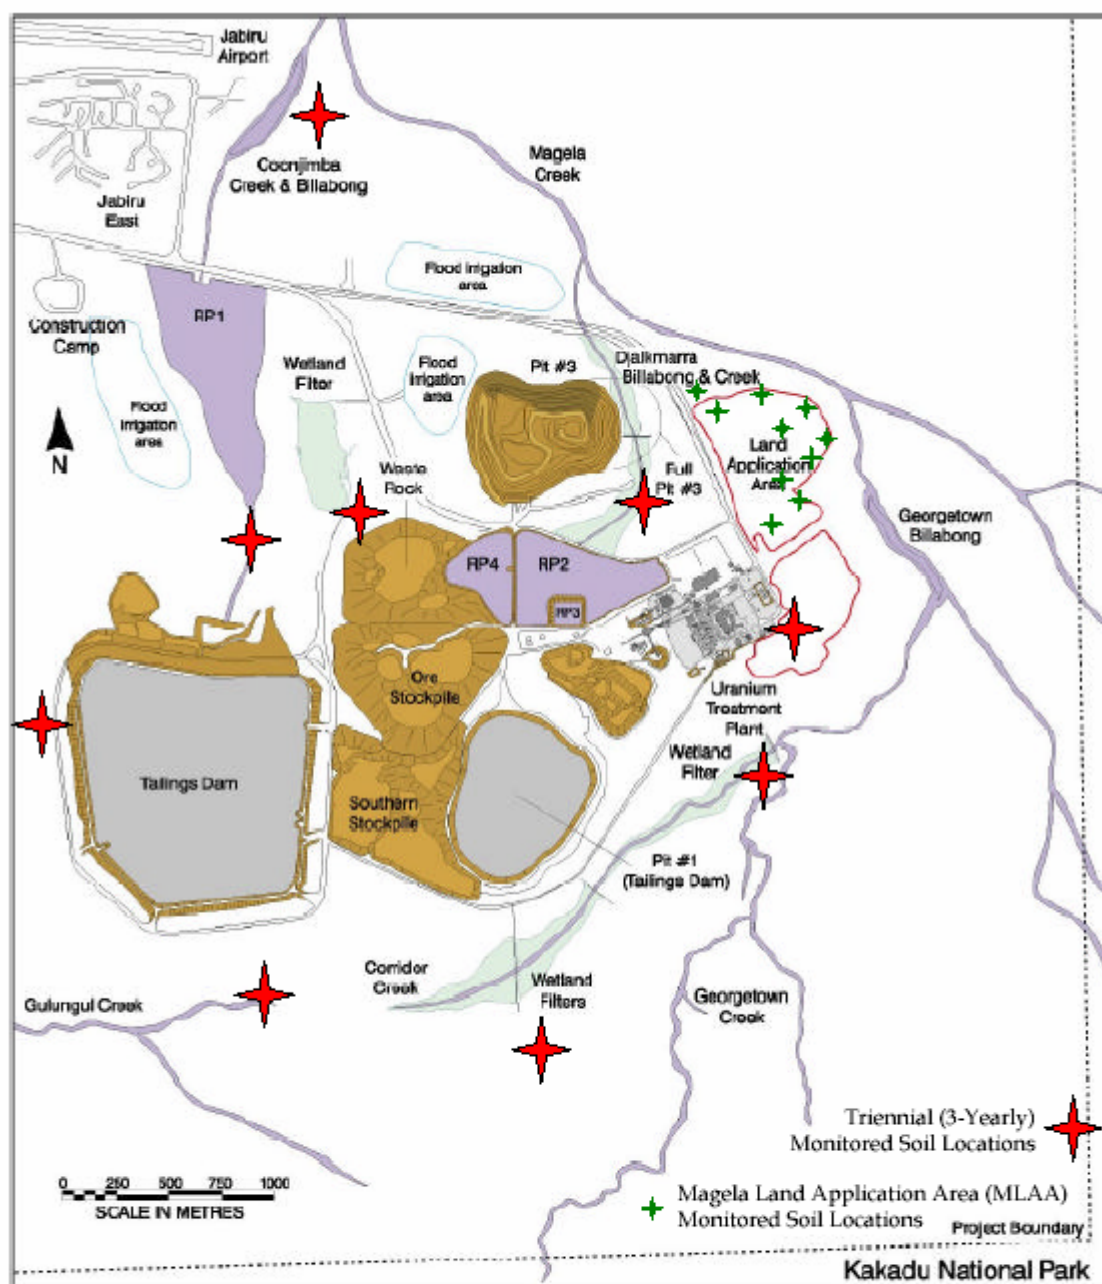 Jabiru
Airport
Magela
Creek
Coonjimba
Creek & Billabong
Jabiru
East
Flood Irrigation
area
RP1
Construction
Camp
Wetland
Filter
Flood
Irrigation
area
Pit #3
Djalkmarra
Billabong & Creek
Flood
Irrigation
area
N
Waste
Rock
Full
Pit #3
Land
Application
Area
Georgetown
Billabong
RP4
RP2
RP3
Ore
Stockpile
Uranium
Treatment
Plant
Wetland
Filter
Tailings Dam
Southern
Stockpile
Pit #1
(Tailings Dam)
Corridor
Creek
Wetland
Filters
Gulungul Creek
Georgetown
Creek
Triennial (3-Yearly)
Monitored Soil Locations
0 250 500 750 1000
SCALE IN METRES
Magela Land Application Area (MLAA)
Monitored Soil Locations
Project Boundary
Kakadu National Park